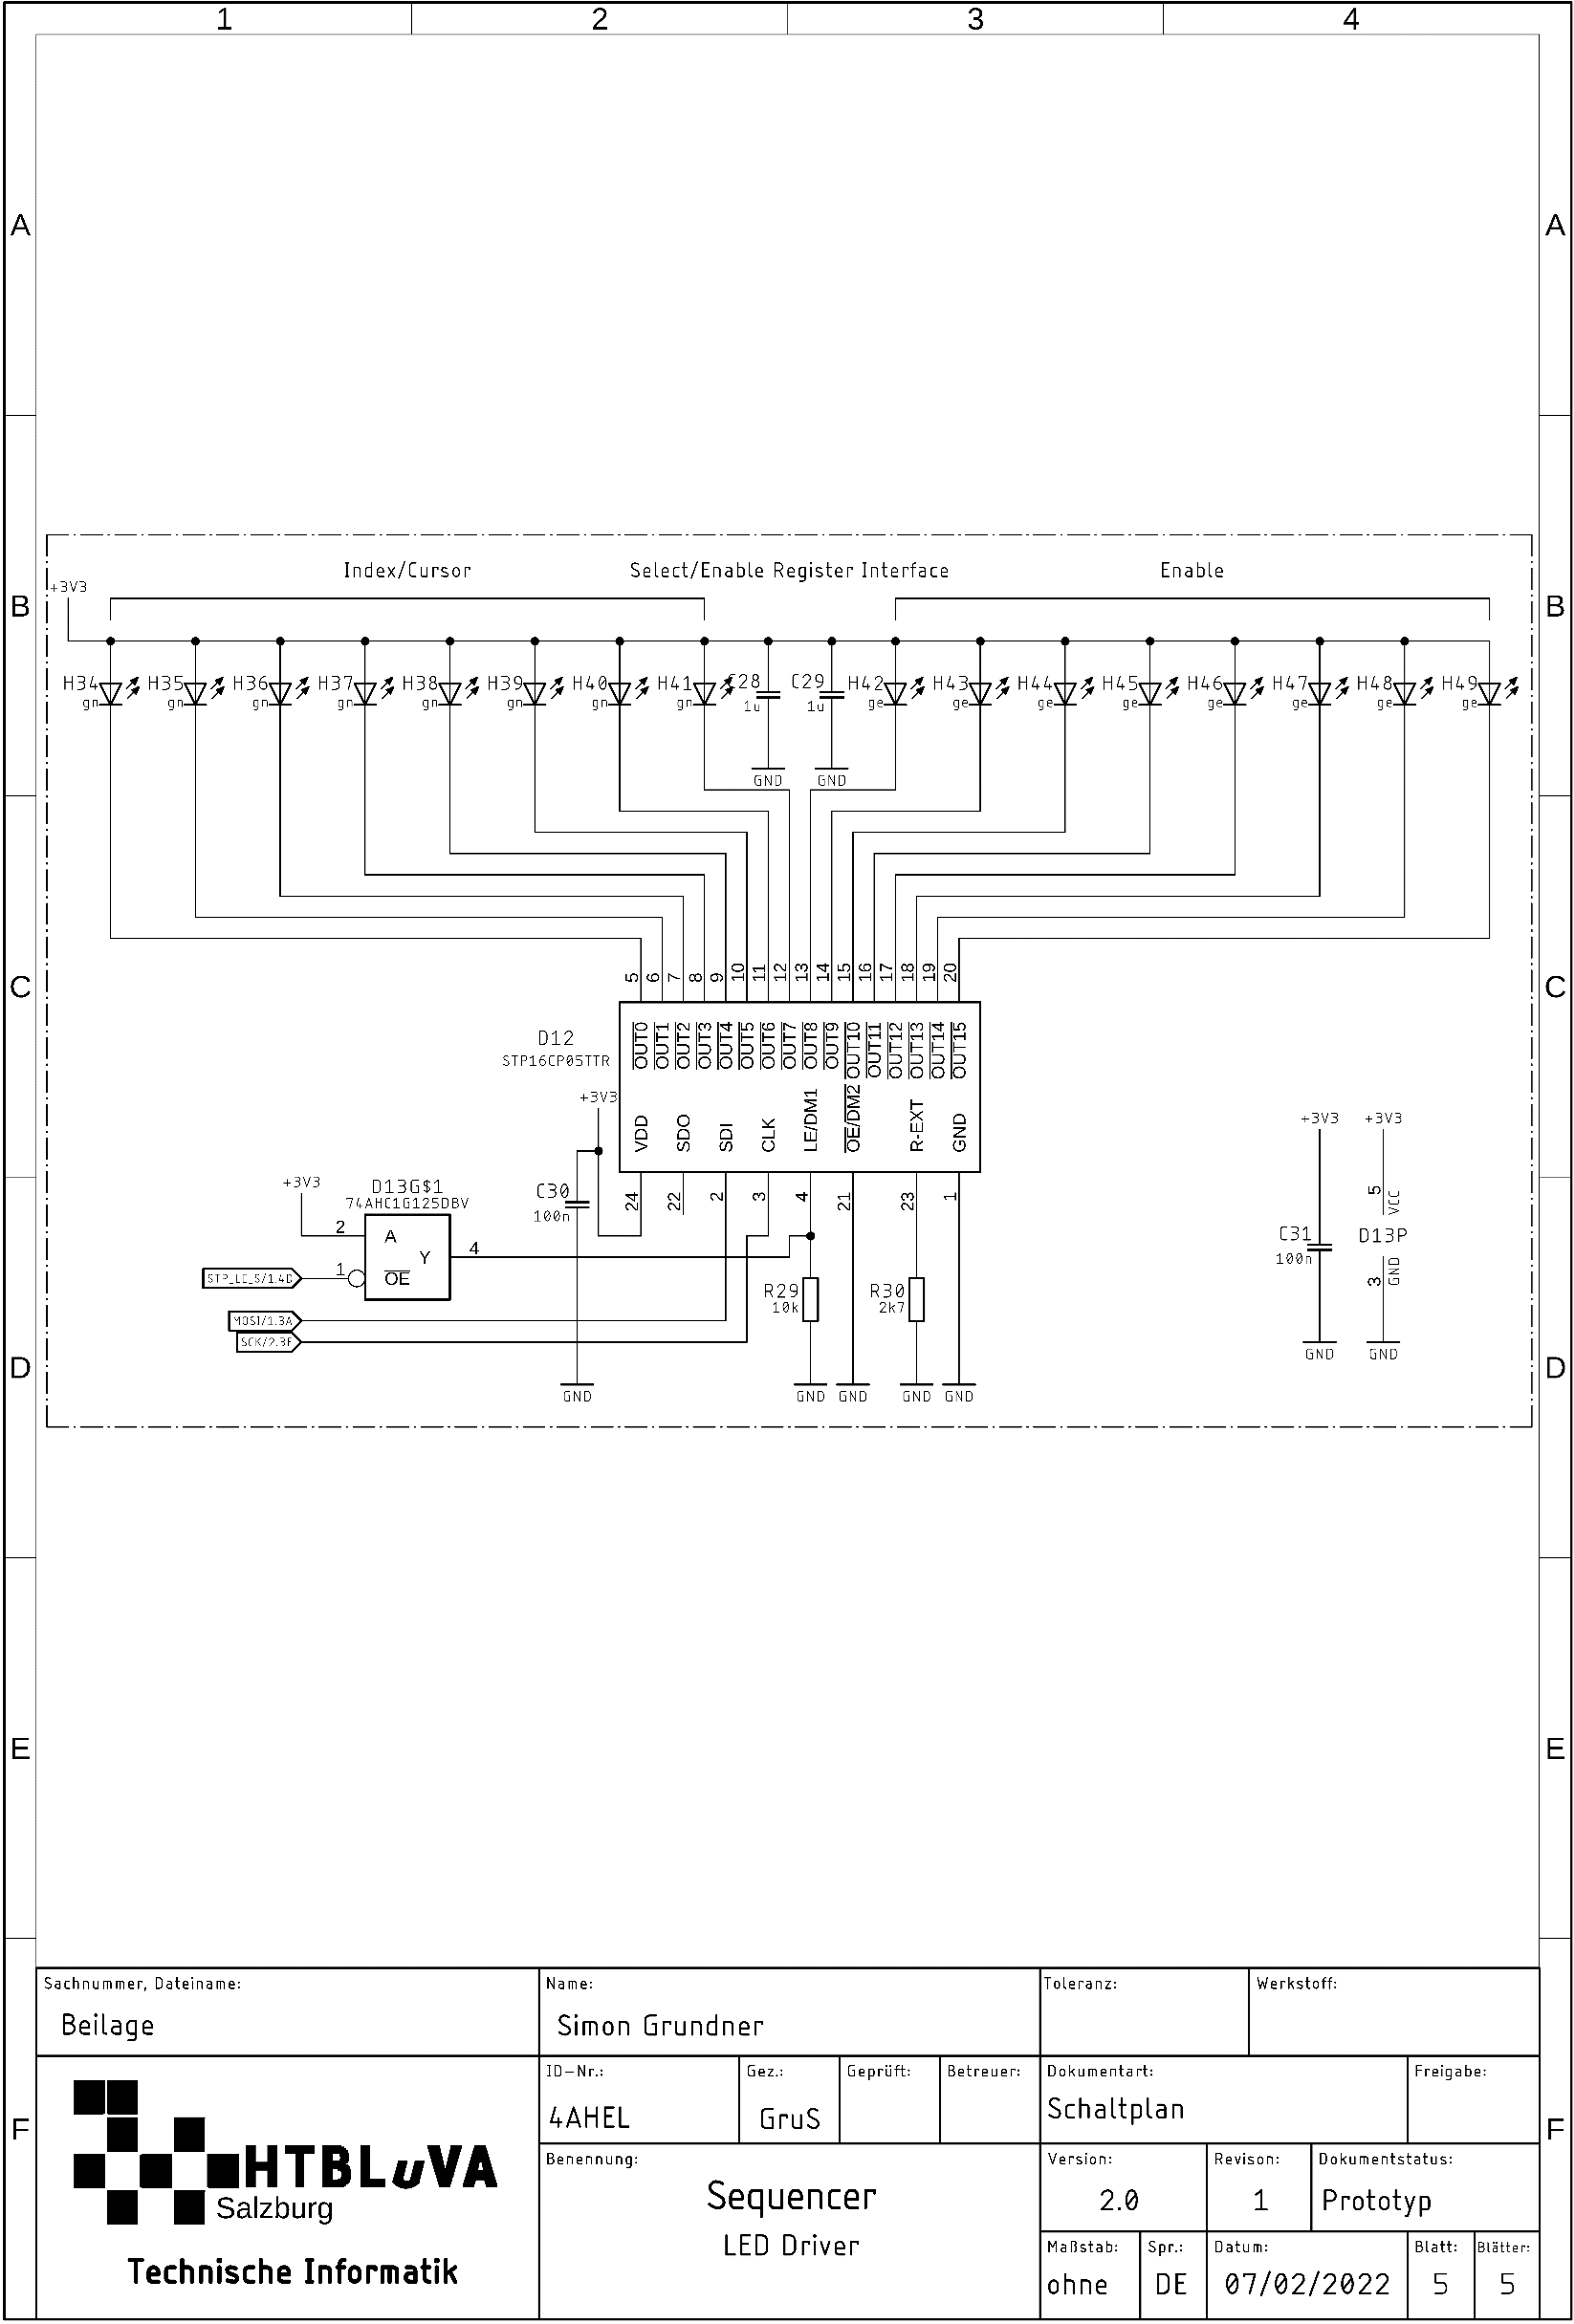 1 2 3 4
A A
Index/Cursor Select/Enable Register Interface Enable
+3V3
B B
H34 H35 H36 H37 H38 H39 H40 H41 C28 C29 H42 H43 H44 H45 H46 H47 H48 H49
gn gn gn gn gn gn gn gn 1u 1u ge ge ge ge ge ge ge ge
GND GND
5 6 7 8 9 10 11 12 13 14 15 16 17 18 19 20
C C
OUT0 OUT1 OUT2 OUT3 OUT4 OUT5 OUT6 OUT7 OUT8 OUT9 OUT10 OUT11 OUT12 OUT13 OUT14 OUT15
D12
STP16CP05TTR
+3V3
VDD SDO SDI CLK LE/DM1 OE/DM2 R-EXT GND
+3V3 +3V3
24 22 2 3 4 21 23 1
+3V3
D13G$1
74AHC1G125DBV
C30
100n
2 A
Y 4
1 OE
MOSI/1.3A
R29
10k
R30
2k7
5 VCC
C31
100n
D13P
3 GND
GND GND
D D
GND GND GND GND GND
E E
Sachnummer, Dateiname:
Beilage
Name:
Simon Grundner
Toleranz:
Werkstoff:
ID-Nr.:
4AHEL
Gez.:
GruS
Geprüft:
Betreuer:
Dokumentart:
Schaltplan
Freigabe:
F F
HTBLuVA
Salzburg
Technische Informatik
Benennung:
Sequencer
LED Driver
Version:
2.0
Revison:
1
Dokumentstatus:
Prototyp
Maßstab:
ohne
Spr.:
DE
Datum:
07/02/2022
Blatt:
5
Blätter:
5